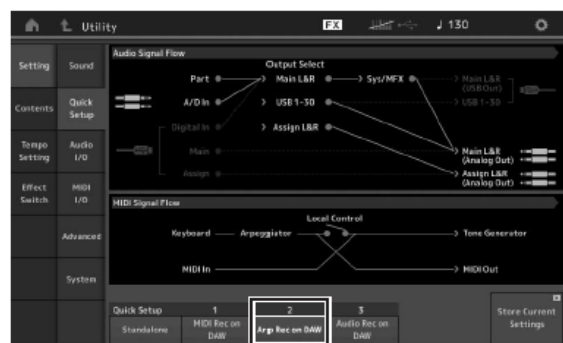 Utility
FX
130
Setting
Sound
Contents
Quick Setup
Tempo Setting
Audio I/O
Effect Switch
MIDI I/O
Advanced
System
Audio Signal Flow
Output Select
Part
Main L&R
Sys/MFX
Main L&R (USB Out)
A/D In
USB 1-30
USB 1-30
Digital In
Assign L&R
Main
Main L&R (Analog Out)
Assign
Assign L&R (Analog Out)
MIDI Signal Flow
Local Control
Keyboard
Arpeggiator
Tone Generator
MIDI In
MIDI Out
Quick Setup
1
2
3
Standalone
MIDI Rec on DAW
Arp Rec on DAW
Audio Rec on DAW
Store Current Settings